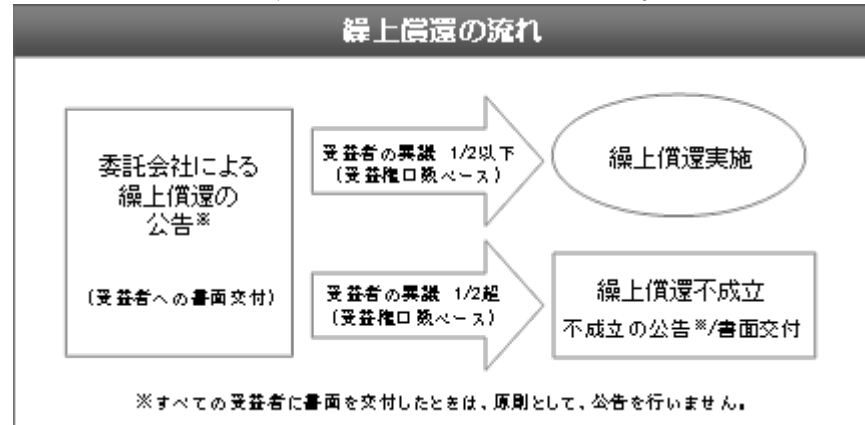 繰上償還の流れ
委託会社による
繰上償還の
公告※
(受益者への書面交付)
受益者の異議 1/2以下
(受益権口数ベース)
繰上償還実施
受益者の異議 1/2超
(受益権口数ベース)
繰上償還不成立
不成立の公告※/書面交付
※すべての受益者に書面を交付したときは、原則として、公告を行いません。